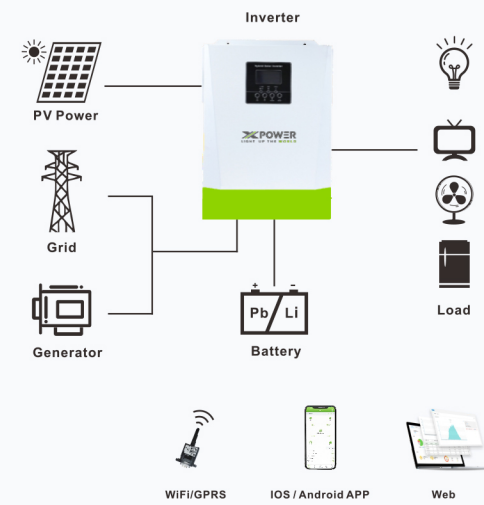 Inverter
XPOWER
LIGHT UP THE WORLD
PV Power
Grid
Generator
+ −
Pb/Li
Battery
Load
WiFi/GPRS
IOS / Android APP
Web